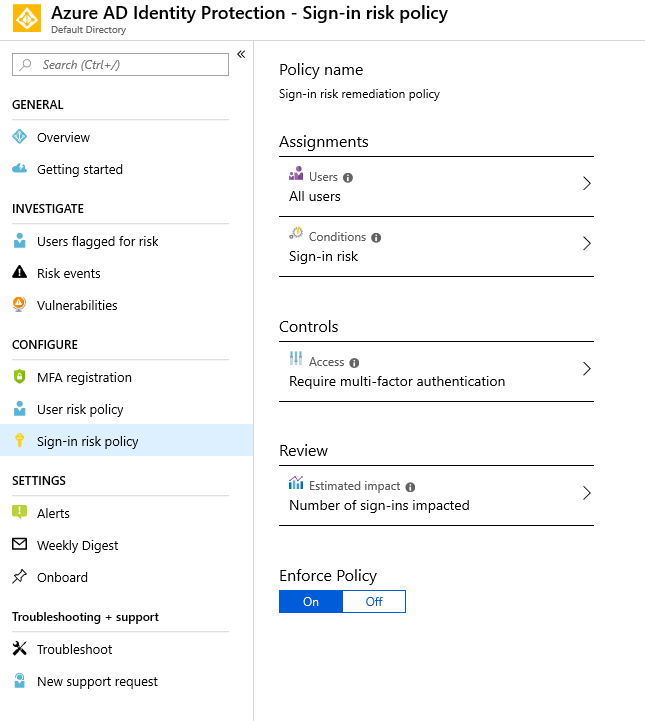 Azure AD Identity Protection - Sign-in risk policy
Default Directory
Search (Ctrl+/)
«
GENERAL
Overview
Getting started
INVESTIGATE
Users flagged for risk
Risk events
Vulnerabilities
CONFIGURE
MFA registration
User risk policy
Sign-in risk policy
SETTINGS
Alerts
Weekly Digest
Onboard
Troubleshooting + support
Troubleshoot
New support request
Policy name
Sign-in risk remediation policy
Assignments
Users
All users
Conditions
Sign-in risk
Controls
Access
Require multi-factor authentication
Review
Estimated impact
Number of sign-ins impacted
Enforce Policy
On Off